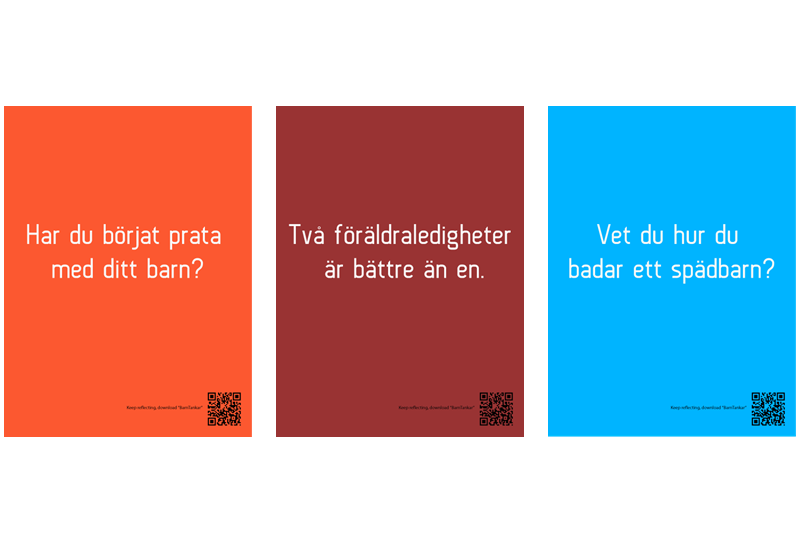 Har du börjat prata
med ditt barn?
Keep reflecting, download "BarnTankar"
Två föräldraledigheter
är bättre än en.
Keep reflecting, download "BarnTankar"
Vet du hur du
badar ett spädbarn?
Keep reflecting, download "BarnTankar"